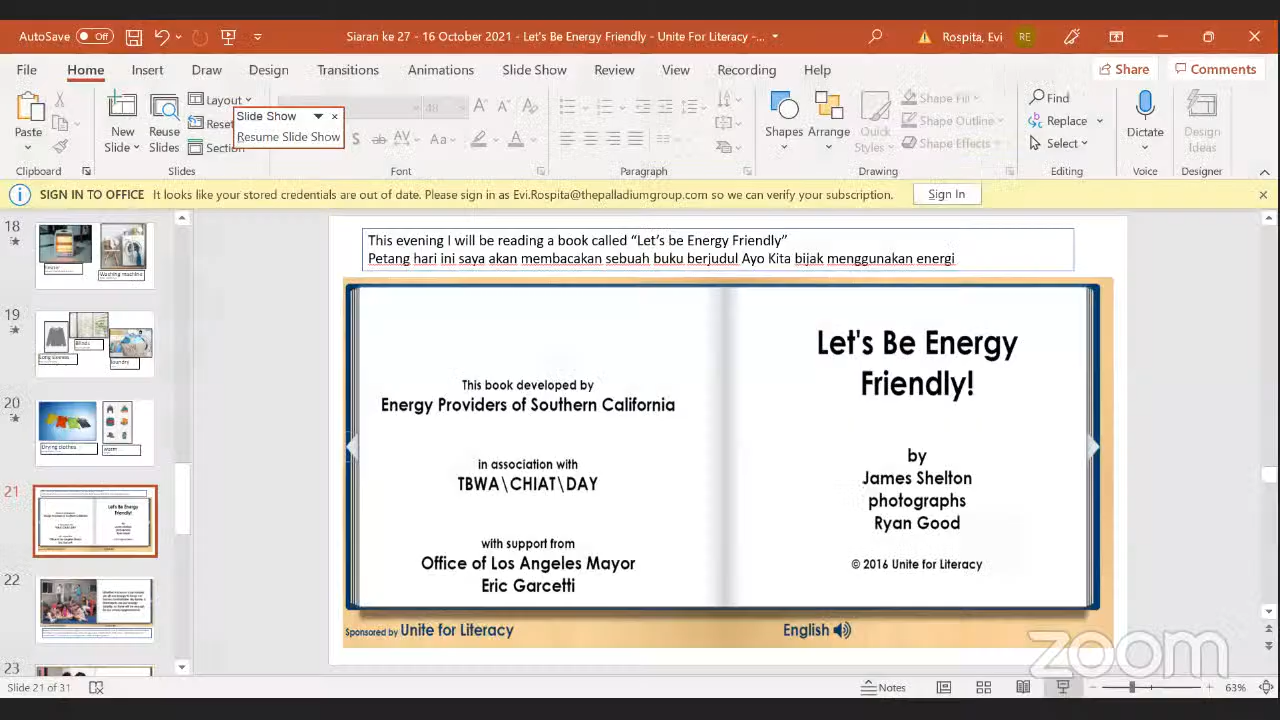 AutoSave Off
Siaran ke 27 - 16 October 2021 - Let's Be Energy Friendly - Unite For Literacy -...
Rospita, Evi RE
File Home Insert Draw Design Transitions Animations Slide Show Review View Recording Help Share Comments
Paste
Clipboard
New Slide
Reuse Slides
Layout
Reset
Section
Slides
Slide Show
Resume Slide Show
48
Font
Paragraph
Shapes
Arrange
Quick Styles
Shape Fill
Shape Outline
Shape Effects
Drawing
Find
Replace
Select
Editing
Dictate
Voice
Design Ideas
Designer
SIGN IN TO OFFICE It looks like your stored credentials are out of date. Please sign in as Evi.Rospita@thepalladiumgroup.com so we can verify your subscription. Sign In
18
Washing machine
19
Blinds
20
Drying clothes
21
22
23
This evening I will be reading a book called “Let’s be Energy Friendly”
Petang hari ini saya akan membacakan sebuah buku berjudul Ayo Kita bijak menggunakan energi
This book developed by
Energy Providers of Southern California
in association with
TBWA\CHIAT\DAY
with support from
Office of Los Angeles Mayor
Eric Garcetti
Let's Be Energy
Friendly!
by
James Shelton
photographs
Ryan Good
© 2016 Unite for Literacy
Sponsored by Unite for Literacy
English
zoom
Slide 21 of 31
Notes
63%